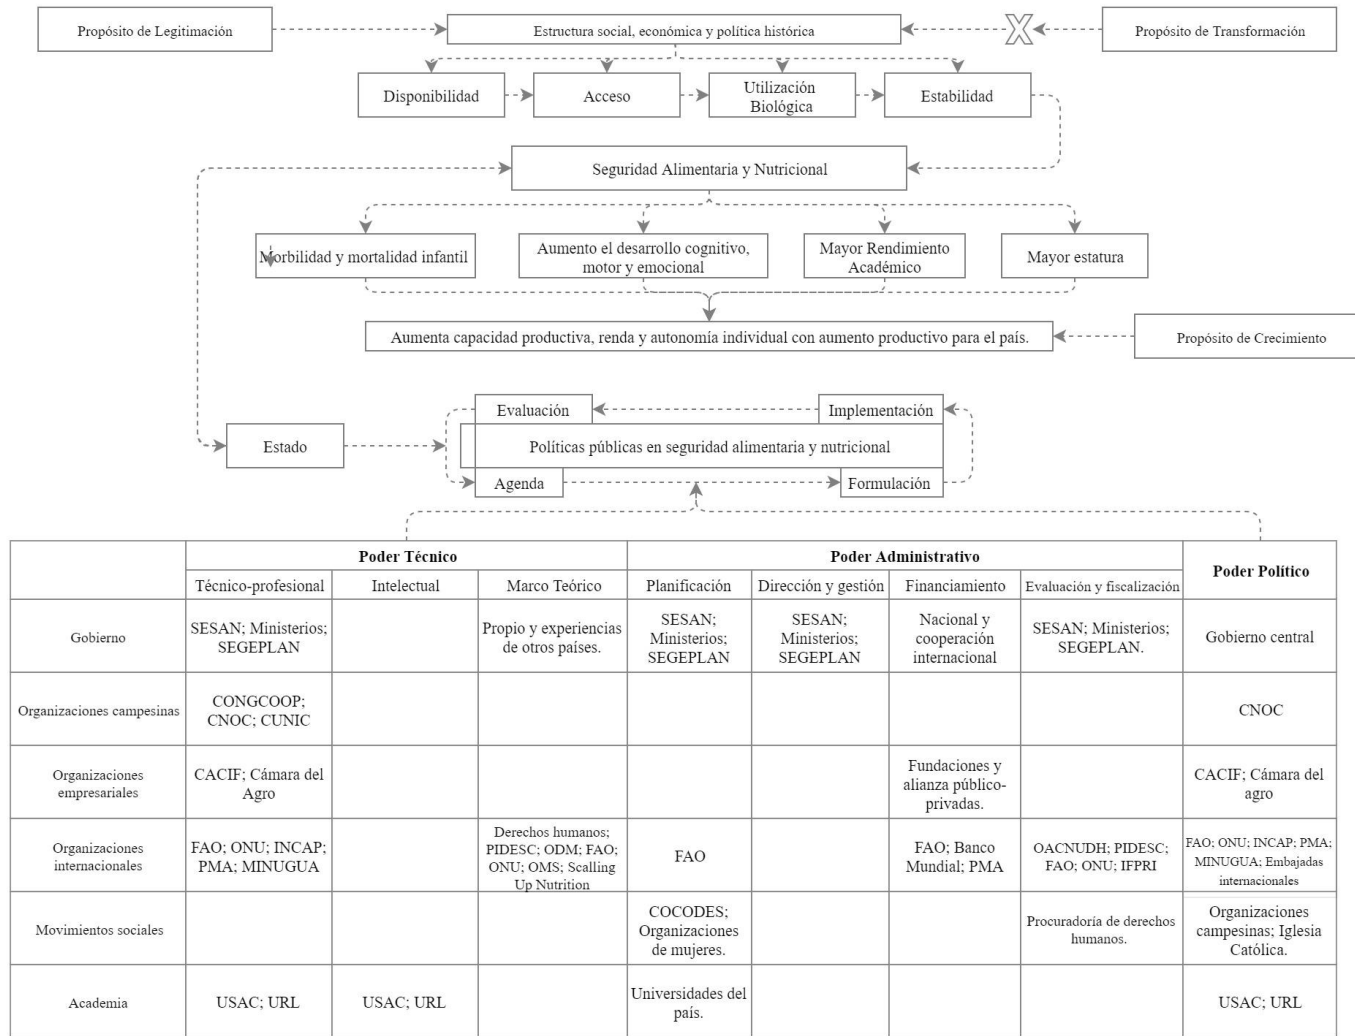 Propósito de Legitimación
Estructura social, económica y política histórica
Propósito de Transformación
Disponibilidad
Acceso
Utilización
Biológica
Estabilidad
Seguridad Alimentaria y Nutricional
Morbilidad y mortalidad infantil
Aumento el desarrollo cognitivo,
motor y emocional
Mayor Rendimiento
Académico
Mayor estatura
Aumenta capacidad productiva, renda y autonomía individual con aumento productivo para el país.
Propósito de Crecimiento
Evaluación
Implementación
Estado
Políticas públicas en seguridad alimentaria y nutricional
Agenda
Formulación
Poder Técnico
Poder Administrativo
Poder Político
Técnico-profesional
Intelectual
Marco Teórico
Planificación
Dirección y gestión
Financiamiento
Evaluación y fiscalización
Gobierno
SESAN; Ministerios;
SEGEPLAN
Propio y experiencias
de otros países.
SESAN;
Ministerios;
SEGEPLAN
SESAN;
Ministerios;
SEGEPLAN
Nacional y
cooperación
internacional
SESAN; Ministerios;
SEGEPLAN.
Gobierno central
Organizaciones campesinas
CONGCOOP;
CNOC; CUNIC
CNOC
Organizaciones
empresariales
CACIF; Cámara del
Agro
Fundaciones y
alianza público-
privadas.
CACIF; Cámara del
agro
Organizaciones
internacionales
FAO; ONU; INCAP;
PMA; MINUGUA
Derechos humanos;
PIDESC; ODM; FAO;
ONU; OMS; Scalling
Up Nutrition
FAO
FAO; Banco
Mundial; PMA
OACNUDH; PIDESC;
FAO; ONU; IFPRI
FAO; ONU; INCAP; PMA;
MINUGUA; Embajadas
internacionales
Movimientos sociales
COCODES;
Organizaciones
de mujeres.
Procuradoría de derechos
humanos.
Organizaciones
campesinas; Iglesia
Católica.
Academia
USAC; URL
USAC; URL
Universidades del
país.
USAC; URL